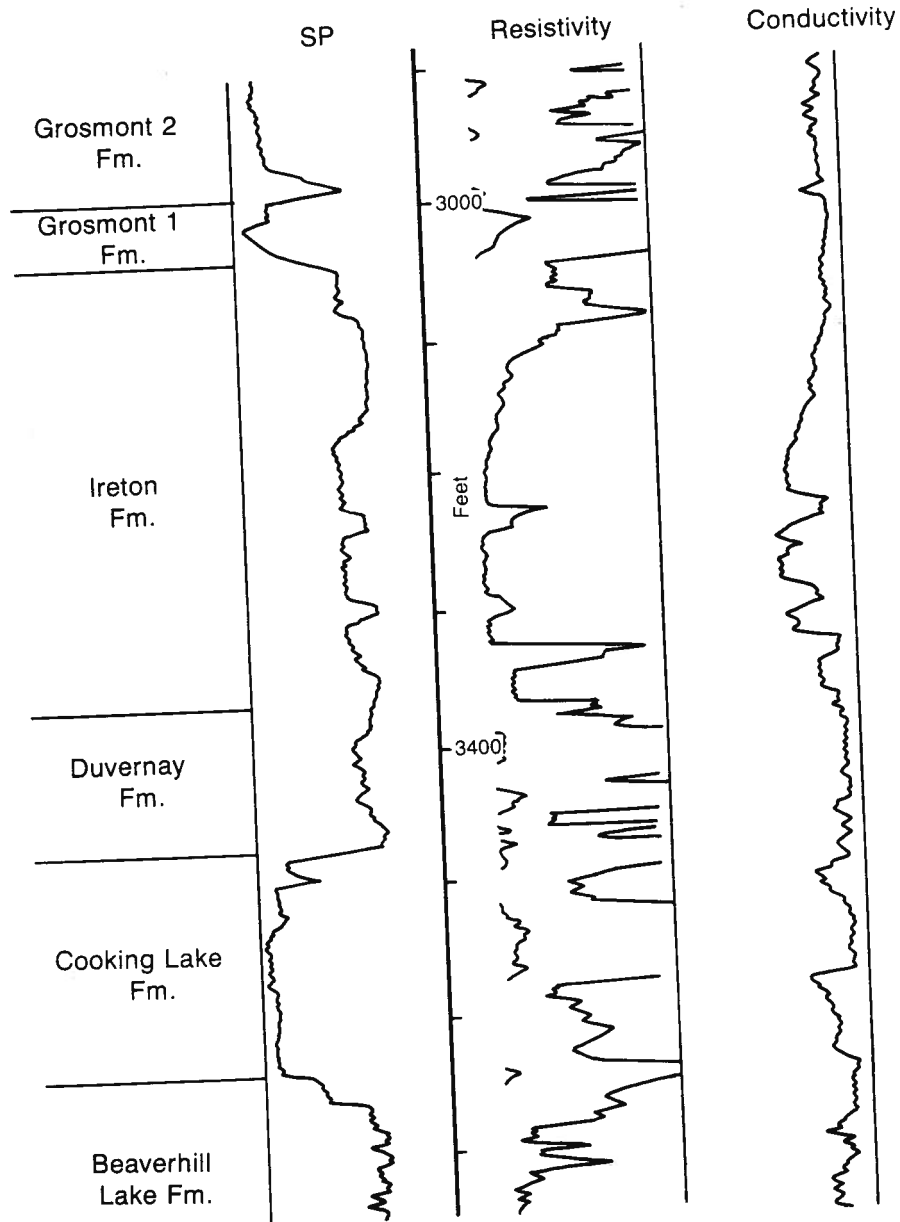 SP
Resistivity
Conductivity
Grosmont 2
Fm.
3000'
Grosmont 1
Fm.
Ireton
Fm.
Feet
Duvernay
Fm.
3400
Cooking Lake
Fm.
Beaverhill
Lake Fm.